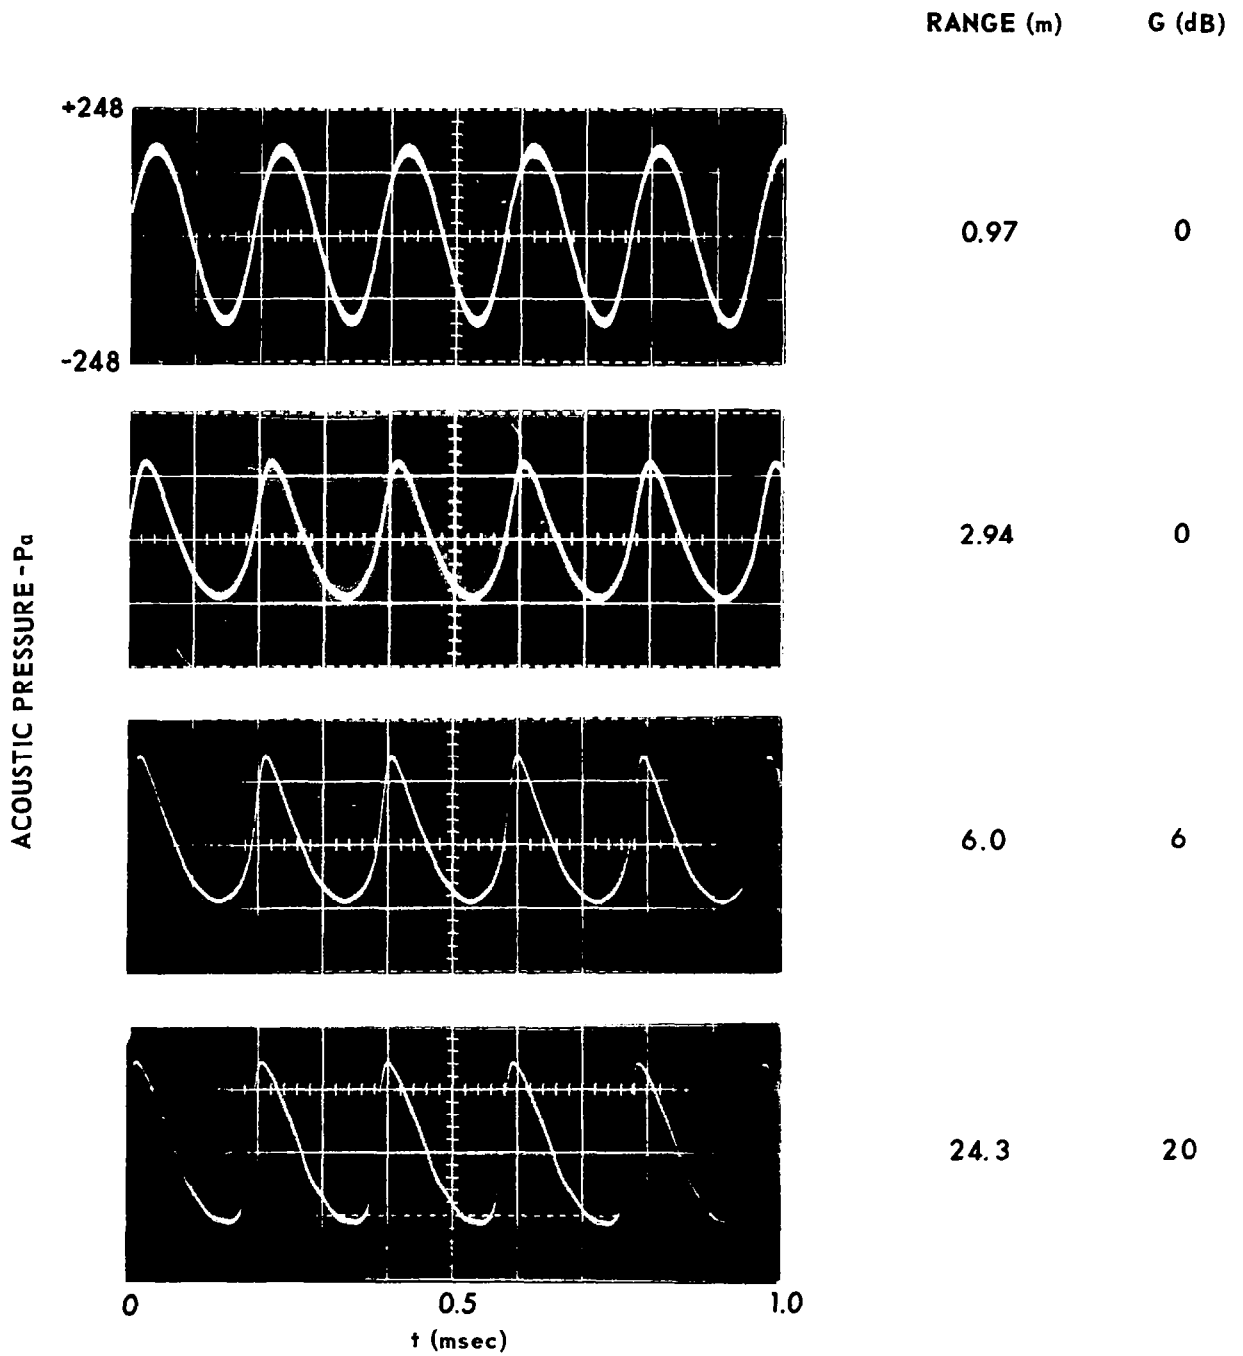 RANGE (m) G (dB)
+248
-248
0.97 0
2.94 0
6.0 6
24.3 20
ACOUSTIC PRESSURE - Pa
0 0.5 1.0
t (msec)